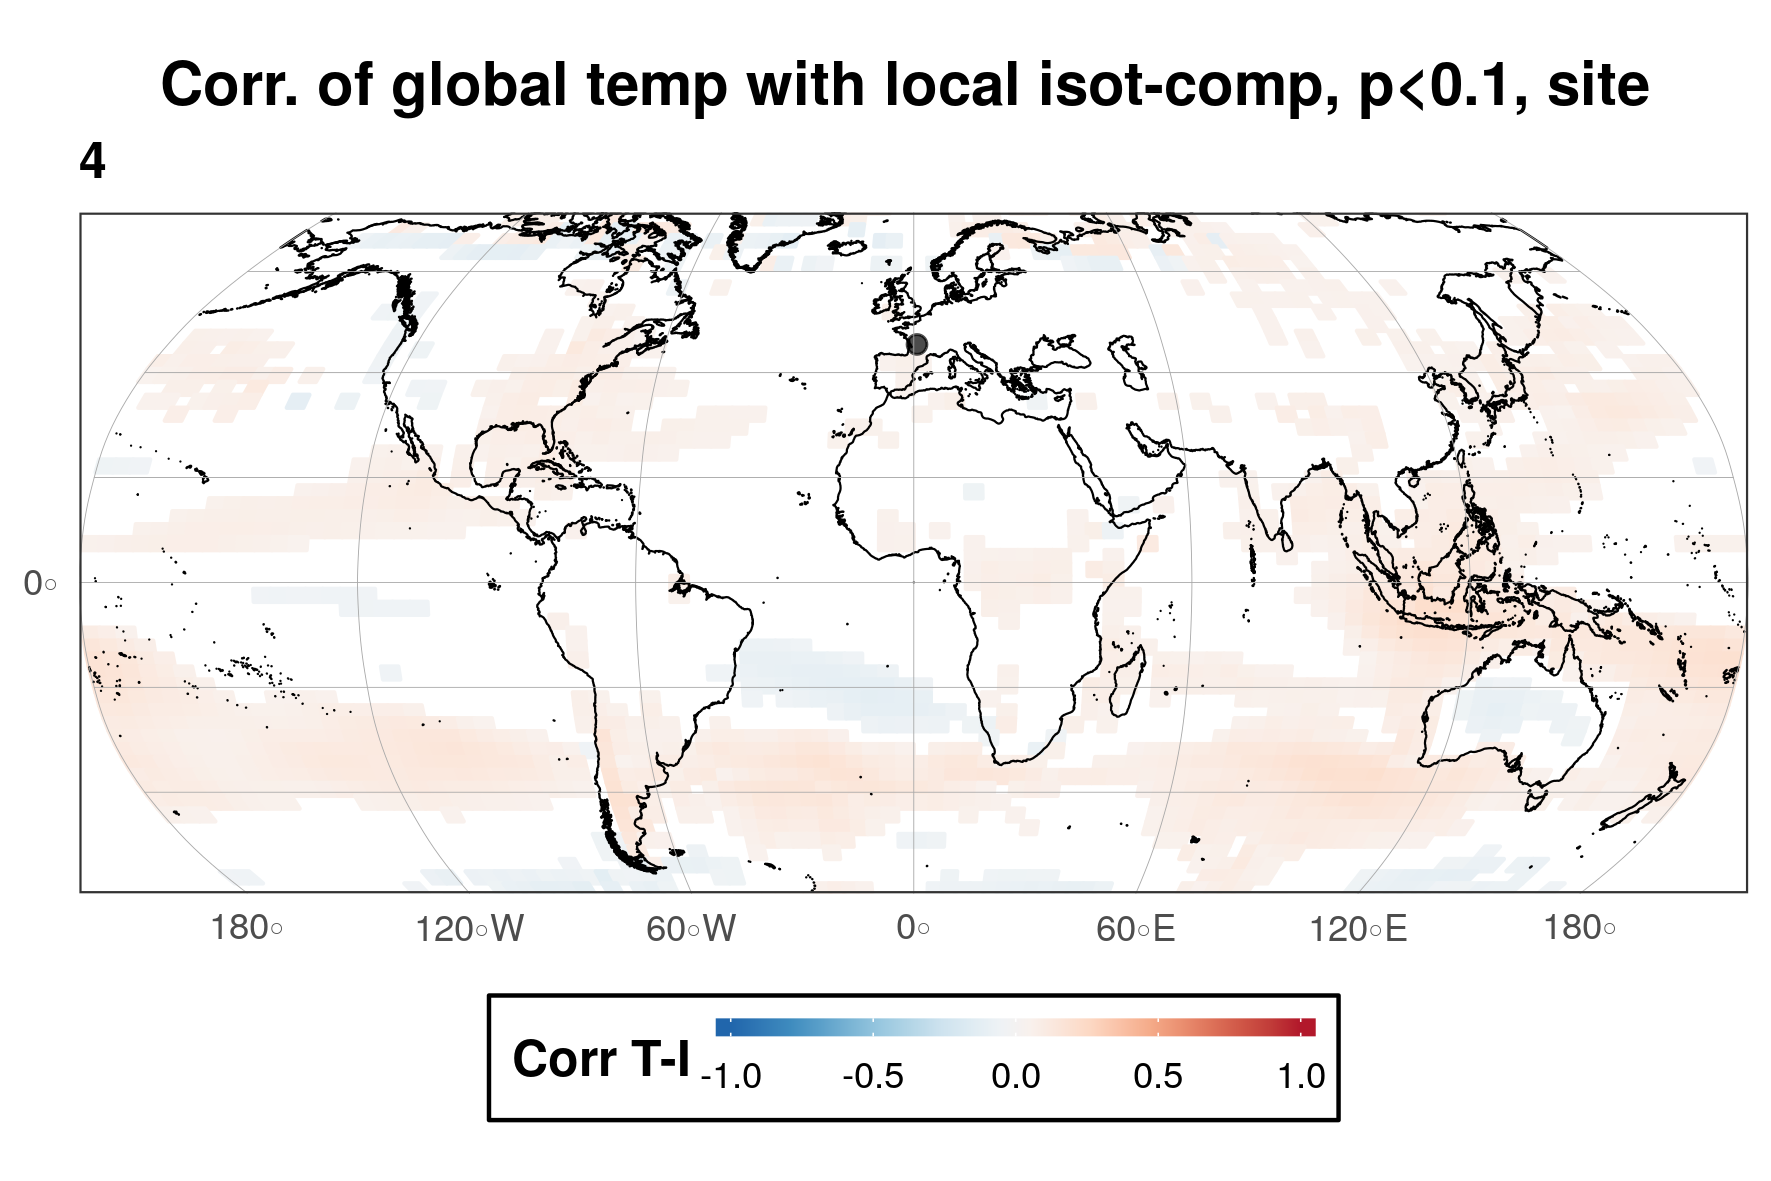 Corr. of global temp with local isot-comp, p<0.1, site
4
0°
180° 120°W 60°W 0° 60°E 120°E 180°
Corr T-I
-1.0 -0.5 0.0 0.5 1.0